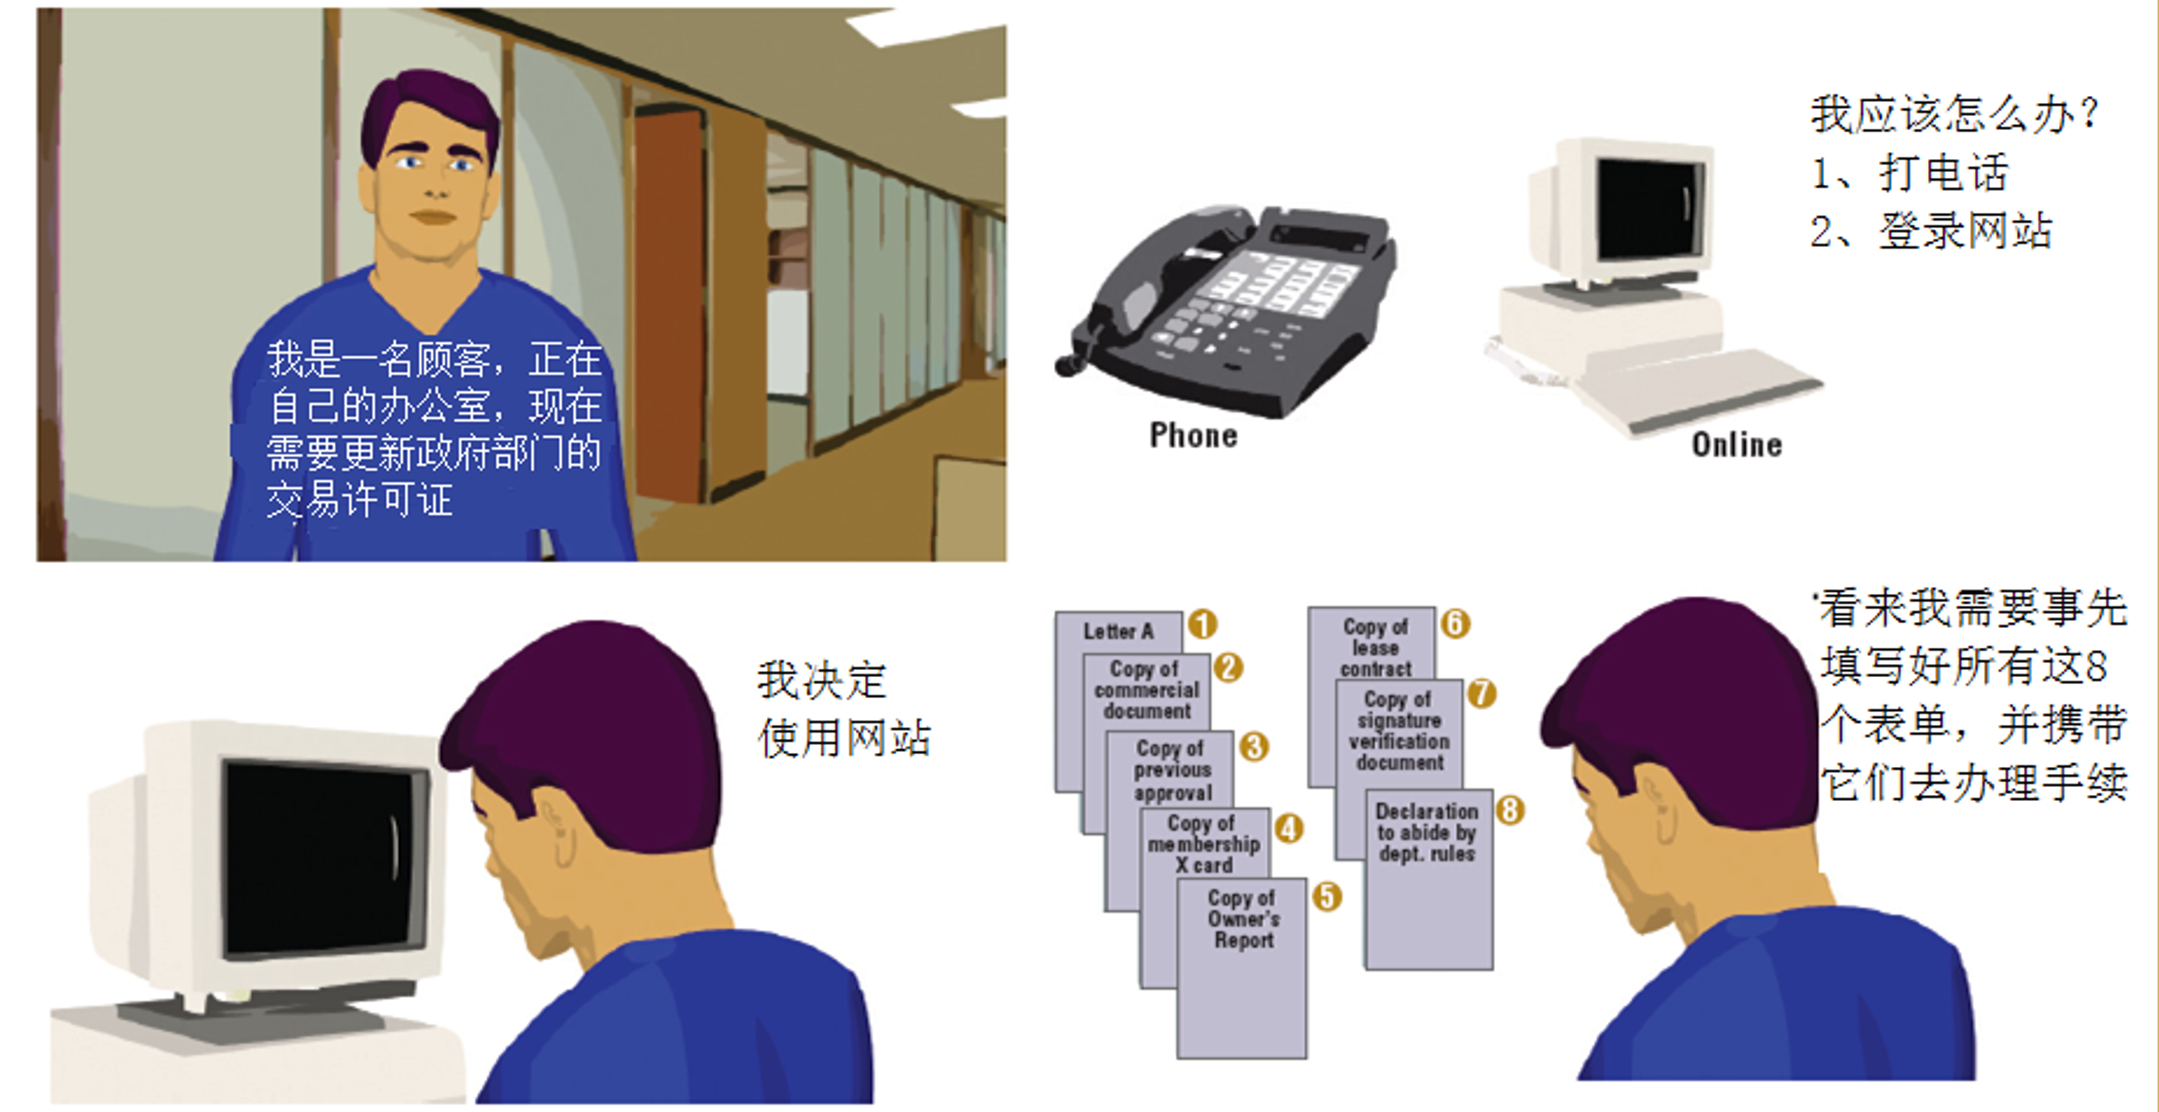 我是一名顾客，正在
自己的办公室，现在
需要更新政府部门的
交易许可证
Phone
Online
我应该怎么办？
1、打电话
2、登录网站
我决定
使用网站
Letter A
1
Copy of
commercial
document
2
Copy of
previous
approval
3
Copy of
membership
X card
4
Copy of
Owner's
Report
5
Copy of
lease
contract
6
Copy of
signature
verification
document
7
Declaration
to abide by
dept. rules
8
看来我需要事先
填写好所有这8
个表单，并携带
它们去办理手续